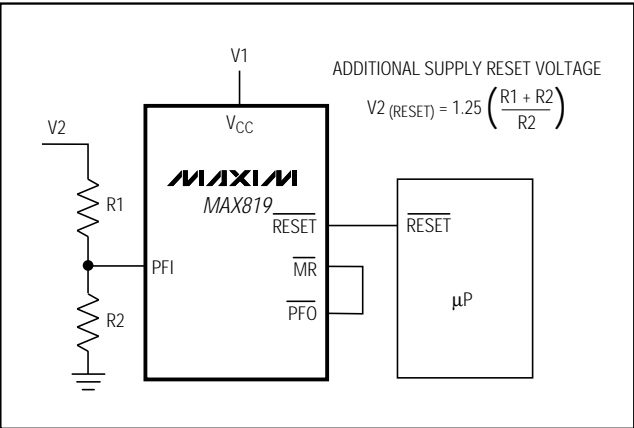 V1
ADDITIONAL SUPPLY RESET VOLTAGE
V2 (RESET) = 1.25 (R1 + R2 / R2)
V2
VCC
MAXIM
MAX819
R1
RESET
RESET
PFI
MR
µP
PFO
R2